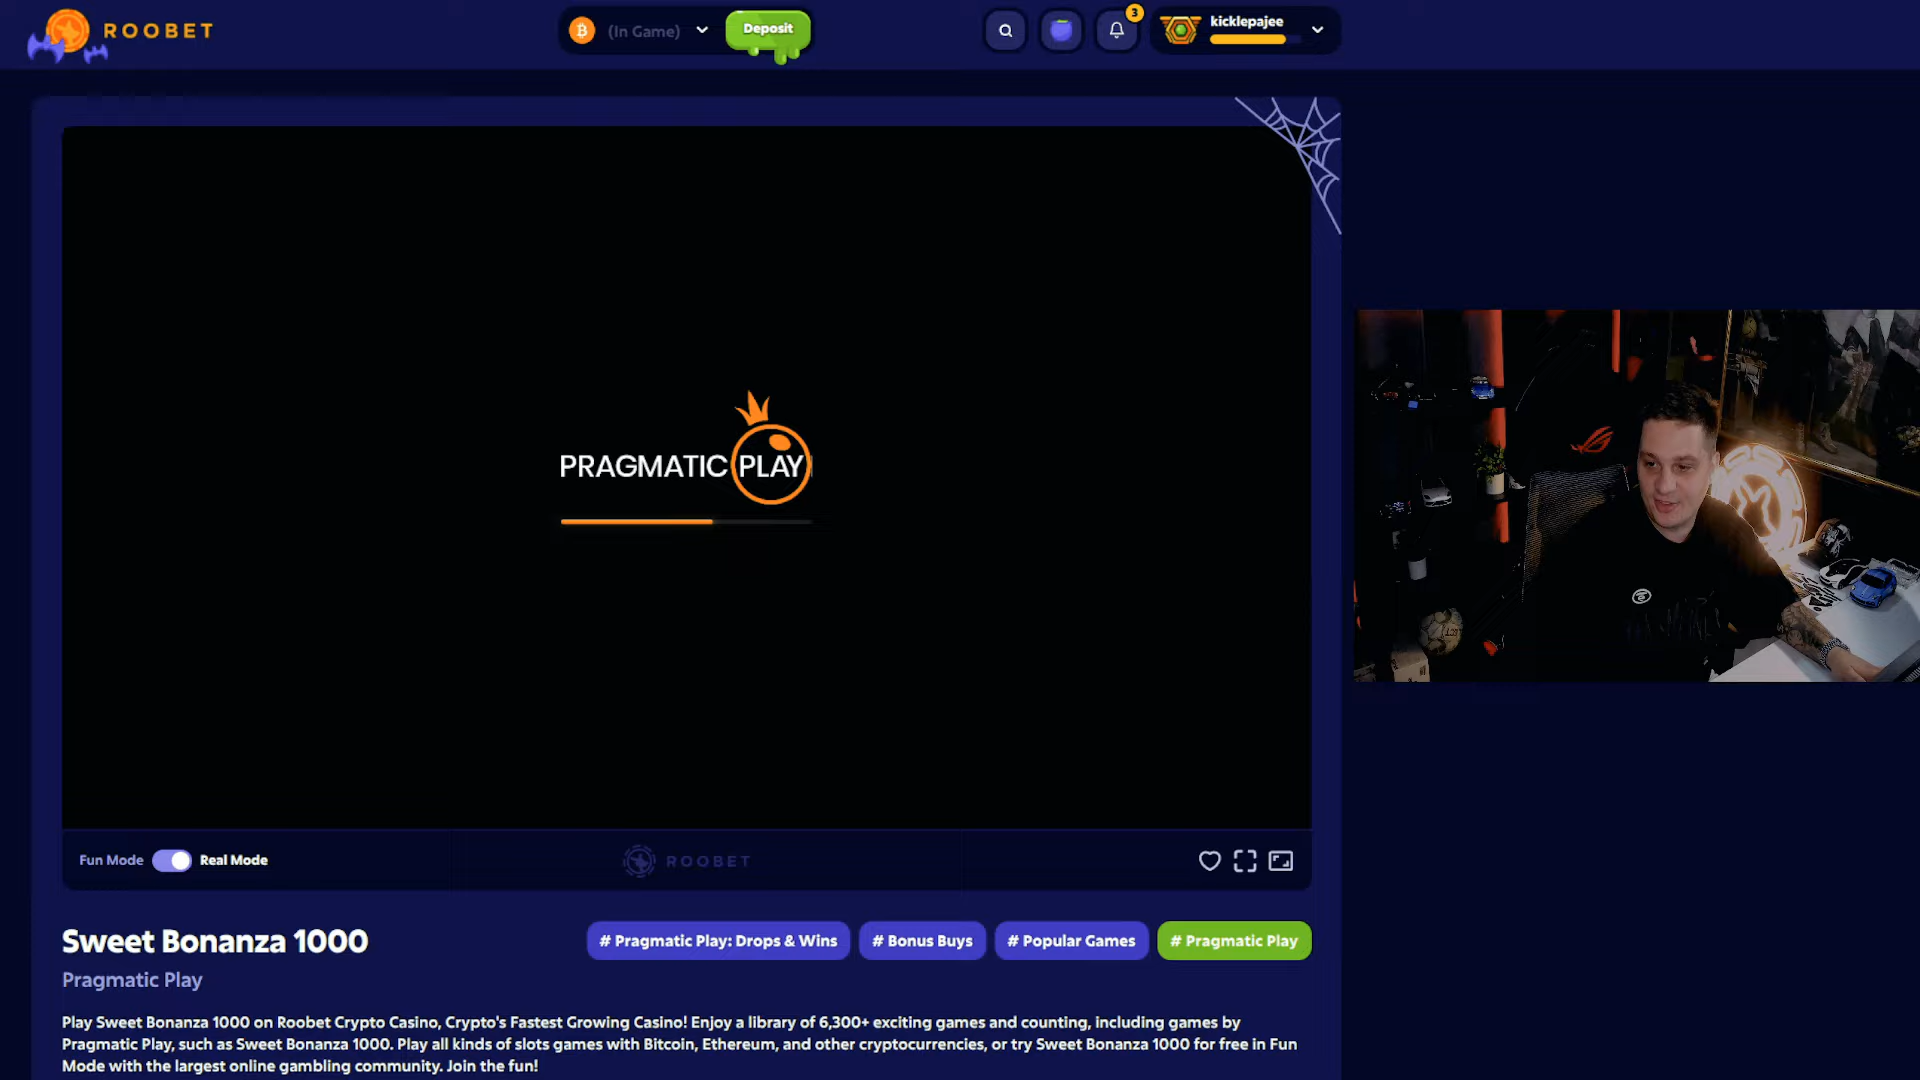 ROOBET
(In Game)
Deposit
3
kicklepajee
PRAGMATIC PLAY
Fun Mode
Real Mode
ROOBET
Sweet Bonanza 1000
# Pragmatic Play: Drops & Wins
# Bonus Buys
# Popular Games
# Pragmatic Play
Pragmatic Play
Play Sweet Bonanza 1000 on Roobet Crypto Casino, Crypto's Fastest Growing Casino! Enjoy a library of 6,300+ exciting games and counting, including games by
Pragmatic Play, such as Sweet Bonanza 1000. Play all kinds of slots games with Bitcoin, Ethereum, and other cryptocurrencies, or try Sweet Bonanza 1000 for free in Fun
Mode with the largest online gambling community. Join the fun!